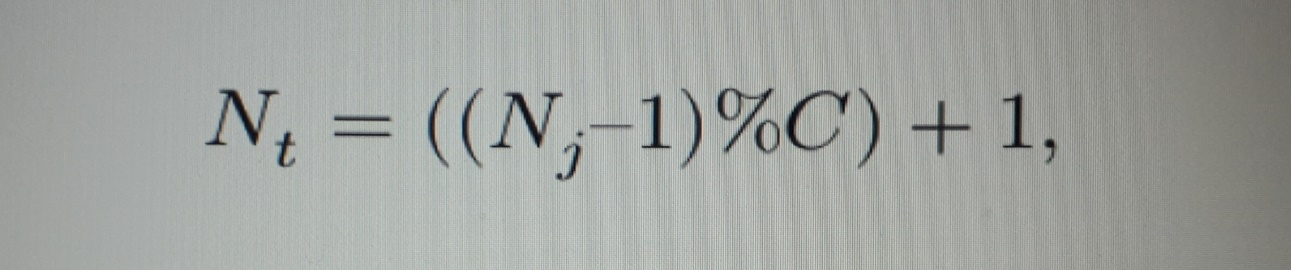 N_t = ((N_j–1)%C) + 1,